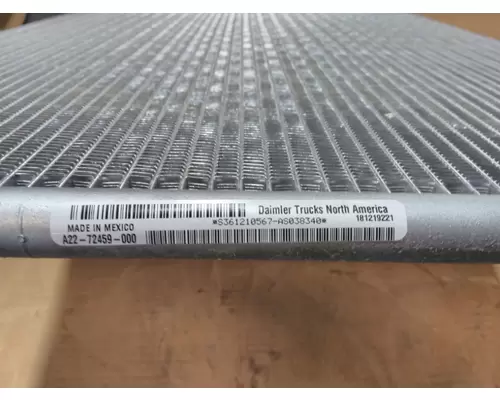 Daimler Trucks North America
MADE IN MEXICO
*S361210567-AS038340*
181219221
A22-72459-000